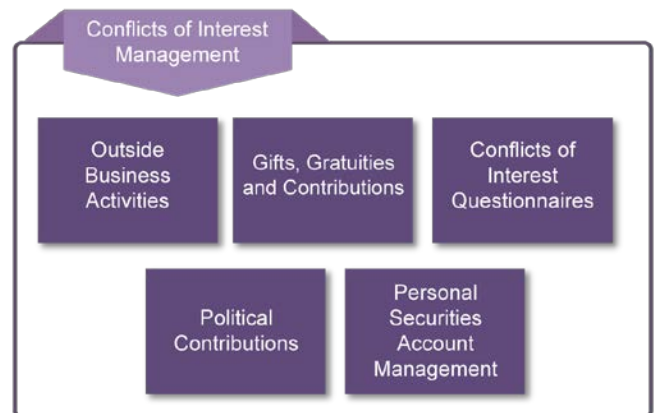 Conflicts of Interest
Management
Outside
Business
Activities
Gifts, Gratuities
and Contributions
Conflicts of
Interest
Questionnaires
Political
Contributions
Personal
Securities
Account
Management